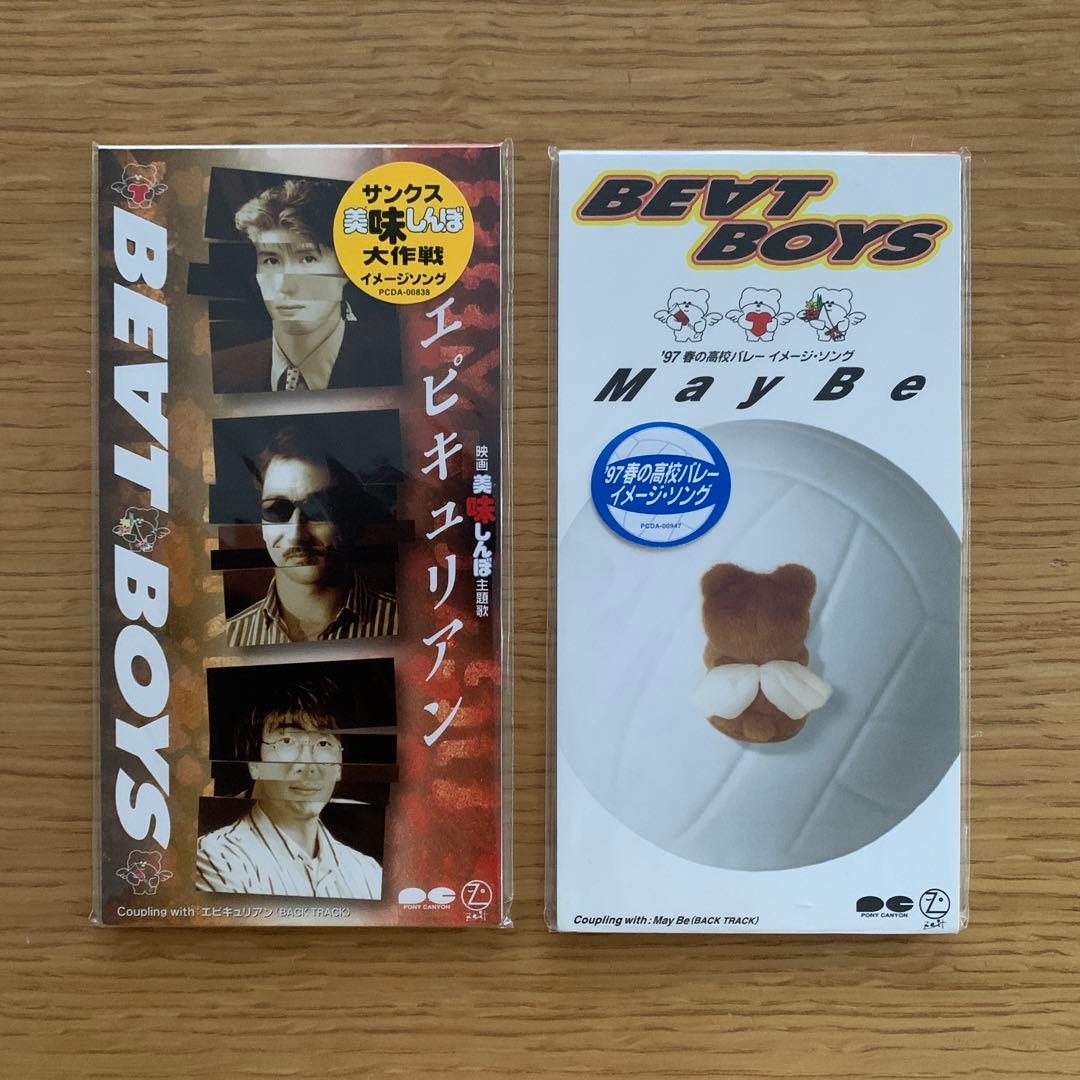 BEAT BOYS
サンクス
美味しんぼ
大作戦
イメージソング
PCDA-00838
エピキュリアン
映画 美味しんぼ 主題歌
Coupling with : エピキュリアン (BACK TRACK)
PONY CANYON
Zeit
BEAT
BOYS
'97 春の高校バレー イメージ・ソング
May Be
'97 春の高校バレー
イメージ・ソング
PCDA-00947
Coupling with : May Be (BACK TRACK)
PONY CANYON
Zeit